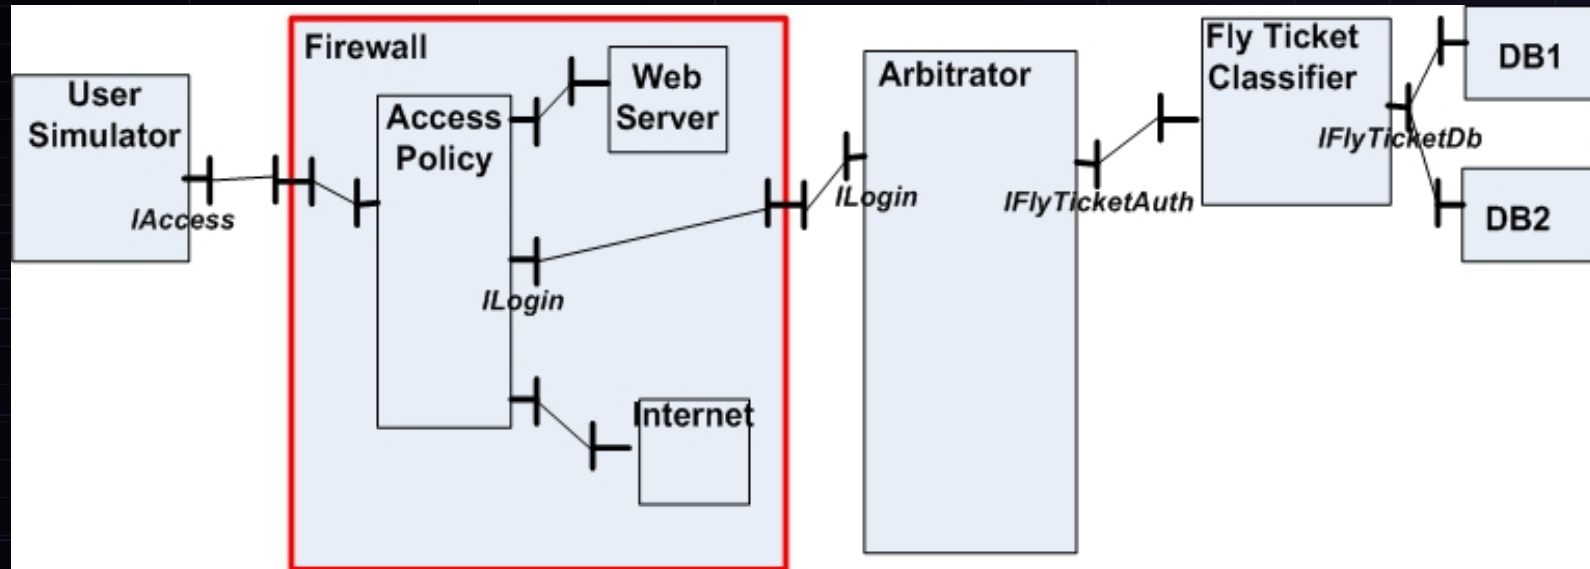 User
Simulator
IAccess
Firewall
Access
Policy
Web
Server
ILogin
Internet
Arbitrator
ILogin
IFlyTicketAuth
Fly Ticket
Classifier
IFlyTicketDb
DB1
DB2